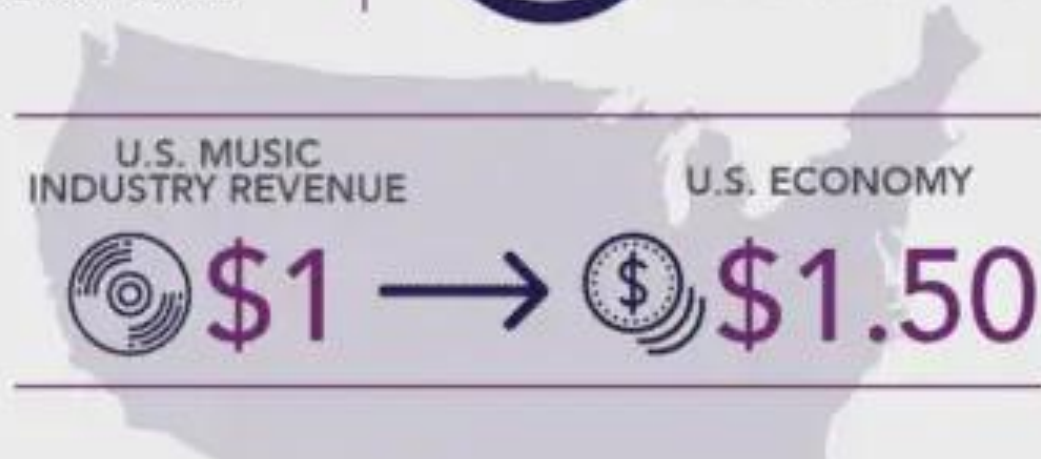 U.S. MUSIC
INDUSTRY REVENUE
U.S. ECONOMY
$1
$ $1.50